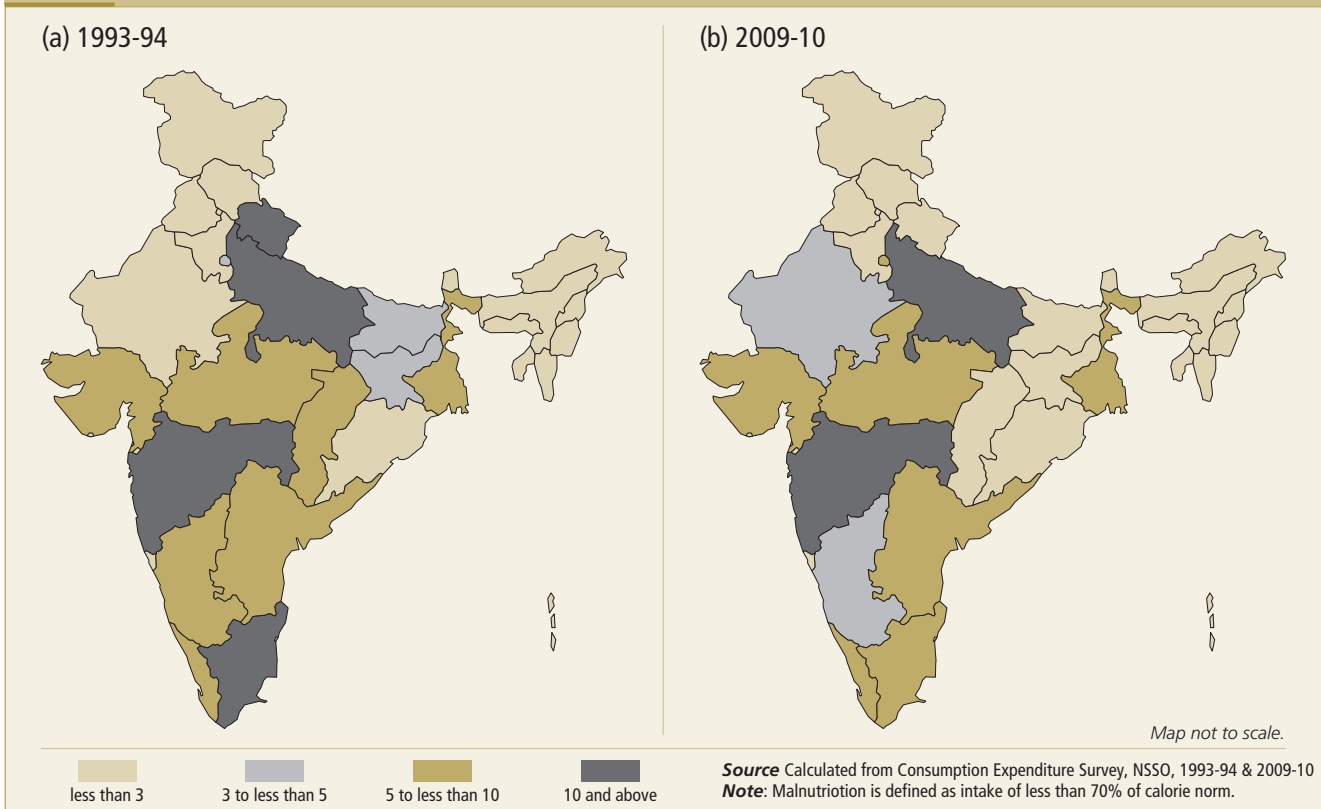 (a) 1993-94
(b) 2009-10
Map not to scale.
less than 3
3 to less than 5
5 to less than 10
10 and above
Source Calculated from Consumption Expenditure Survey, NSSO, 1993-94 & 2009-10
Note: Malnutriotion is defined as intake of less than 70% of calorie norm.